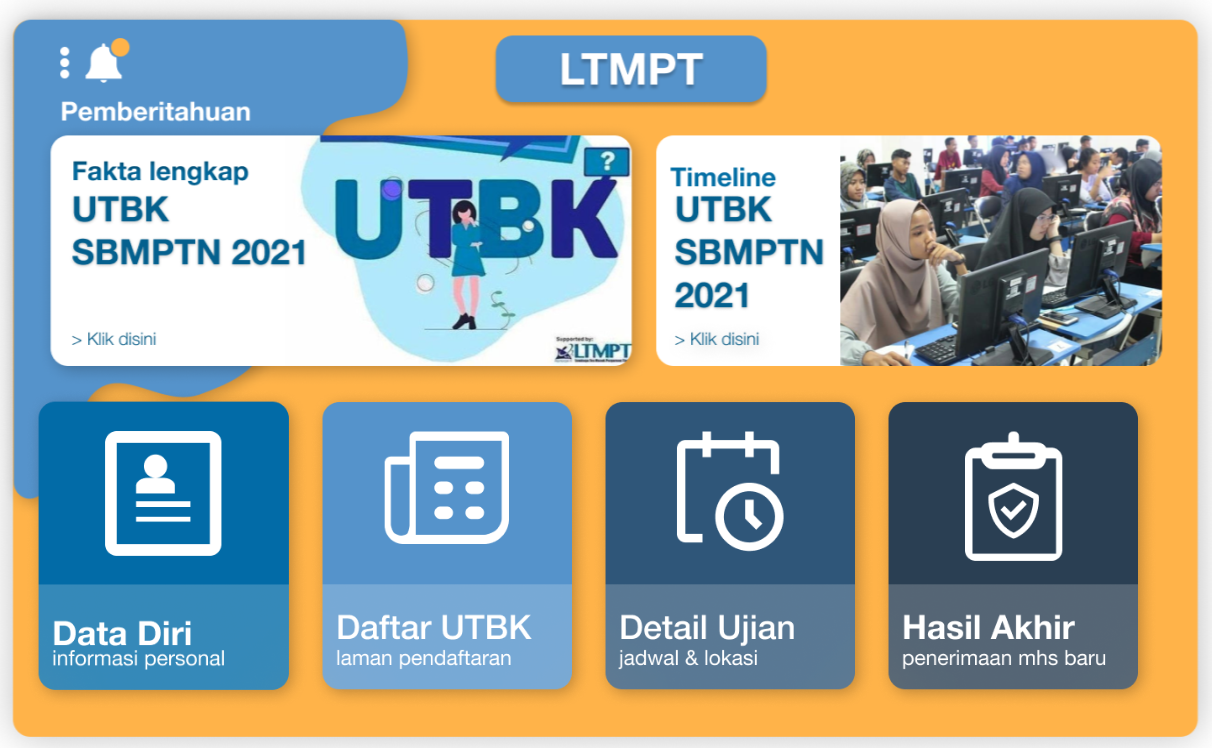 LTMPT
Pemberitahuan
Fakta lengkap
UTBK
SBMPTN 2021
> Klik disini
?
UTBK
Supported by:
LTMPT
Timeline
UTBK
SBMPTN
2021
> Klik disini
Data Diri
informasi personal
Daftar UTBK
laman pendaftaran
Detail Ujian
jadwal & lokasi
Hasil Akhir
penerimaan mhs baru